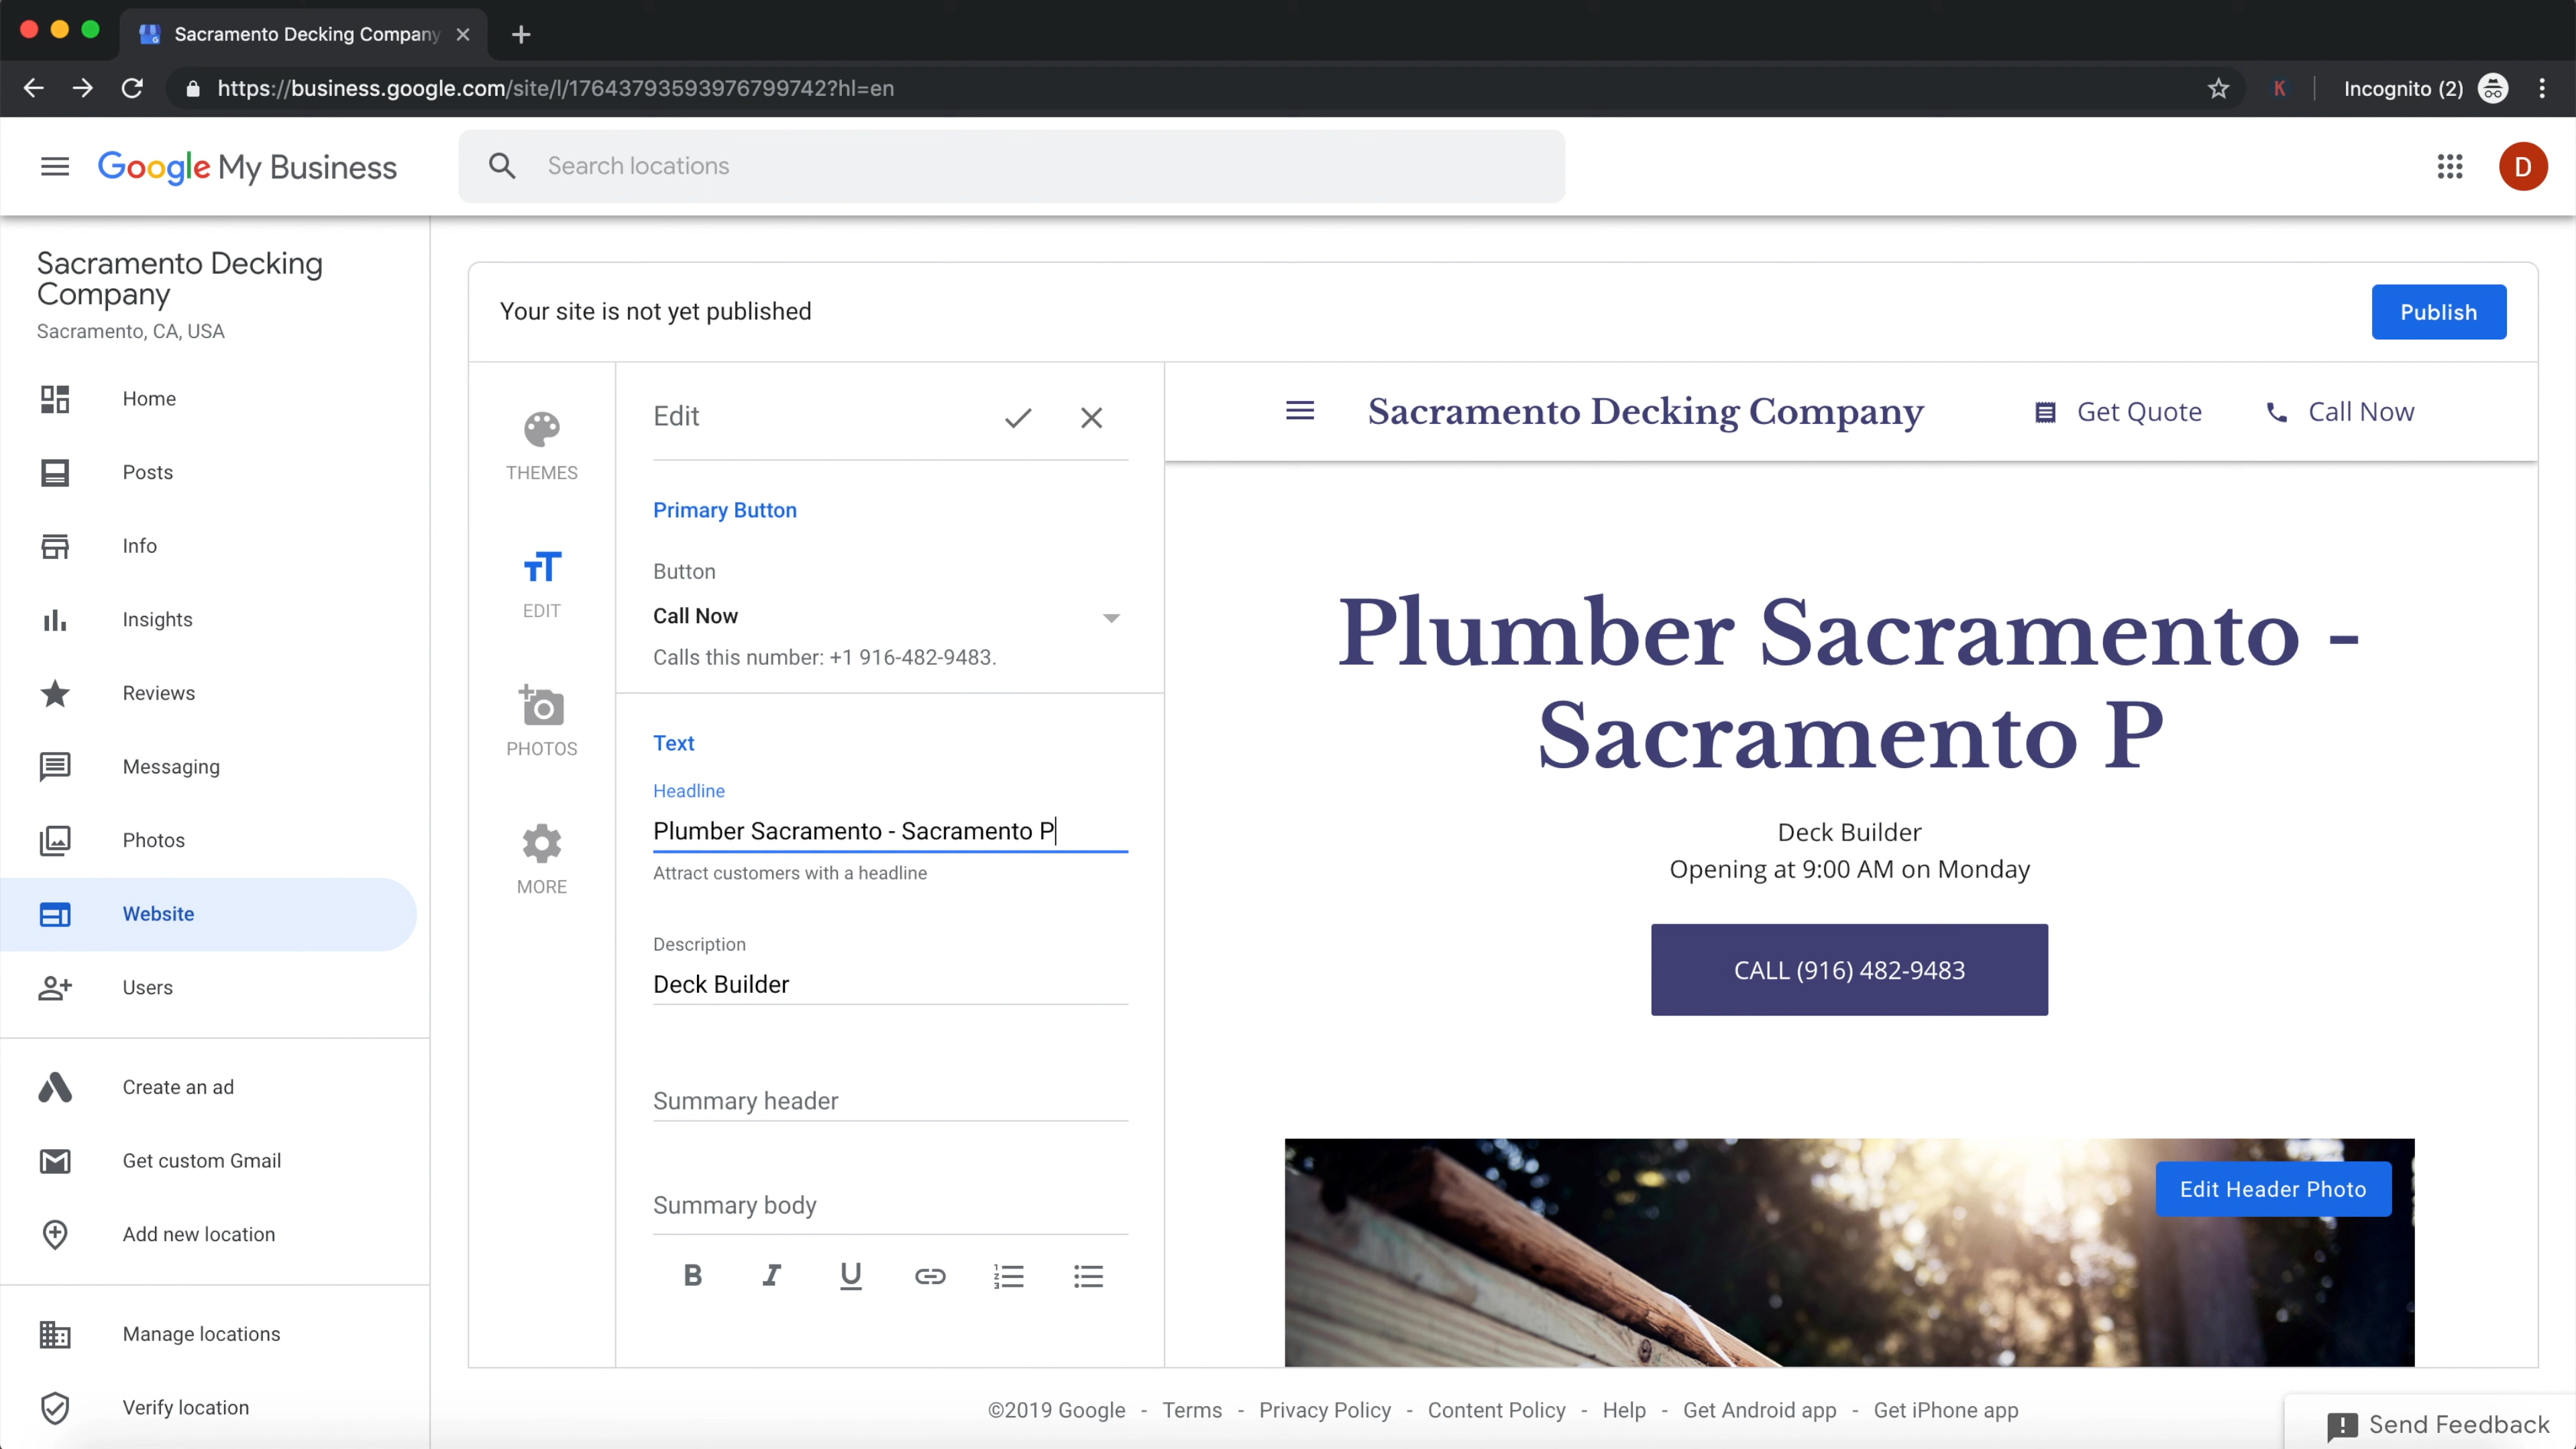 Sacramento Decking Company
https://business.google.com/site/l/17643793593976799742?hl=en
K
Incognito (2)
Google My Business
Search locations
D
Sacramento Decking
Company
Sacramento, CA, USA
Home
Posts
Info
Insights
Reviews
Messaging
Photos
Website
Users
Create an ad
Get custom Gmail
Add new location
Manage locations
Verify location
Your site is not yet published
Publish
THEMES
EDIT
PHOTOS
MORE
Edit
Primary Button
Button
Call Now
Calls this number: +1 916-482-9483.
Text
Headline
Plumber Sacramento - Sacramento P
Attract customers with a headline
Description
Deck Builder
Summary header
Summary body
B I U
Sacramento Decking Company
Get Quote
Call Now
Plumber Sacramento -
Sacramento P
Deck Builder
Opening at 9:00 AM on Monday
CALL (916) 482-9483
Edit Header Photo
©2019 Google - Terms - Privacy Policy - Content Policy - Help - Get Android app - Get iPhone app
Send Feedback